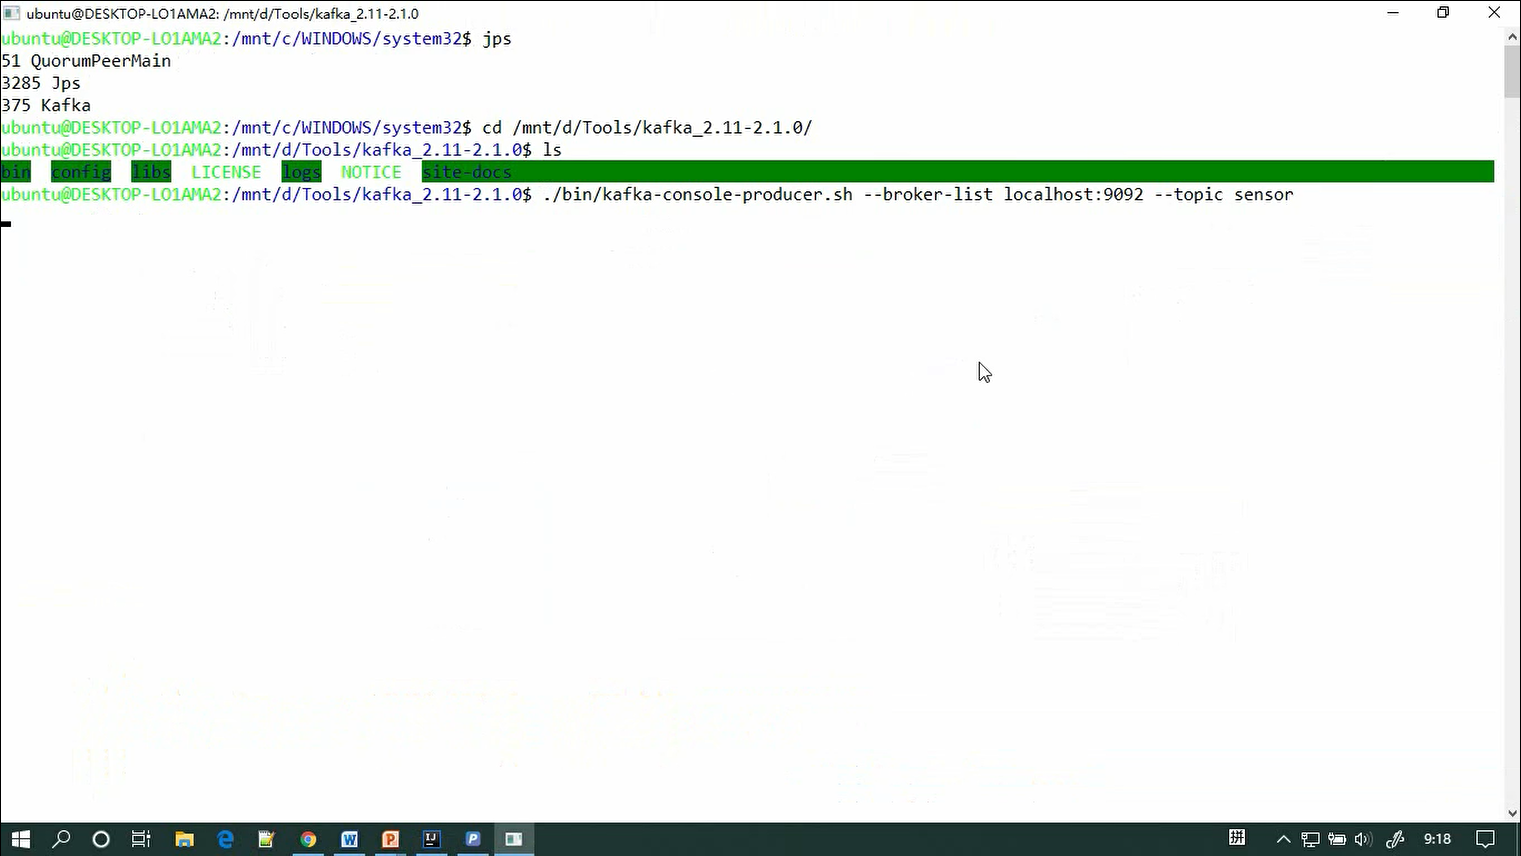 ubuntu@DESKTOP-LO1AMA2: /mnt/d/Tools/kafka_2.11-2.1.0
ubuntu@DESKTOP-LO1AMA2:/mnt/c/WINDOWS/system32$ jps
51 QuorumPeerMain
3285 Jps
375 Kafka
ubuntu@DESKTOP-LO1AMA2:/mnt/c/WINDOWS/system32$ cd /mnt/d/Tools/kafka_2.11-2.1.0/
ubuntu@DESKTOP-LO1AMA2:/mnt/d/Tools/kafka_2.11-2.1.0$ ls
bin config libs LICENSE logs NOTICE site-docs
ubuntu@DESKTOP-LO1AMA2:/mnt/d/Tools/kafka_2.11-2.1.0$ ./bin/kafka-console-producer.sh --broker-list localhost:9092 --topic sensor
拼 9:18